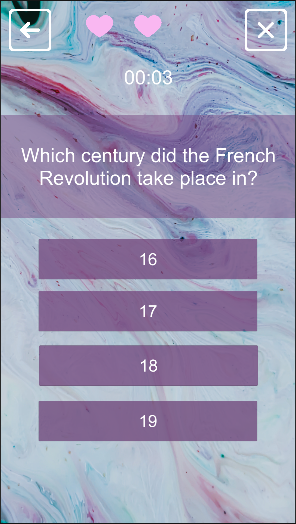 00:03
Which century did the French
Revolution take place in?
16
17
18
19